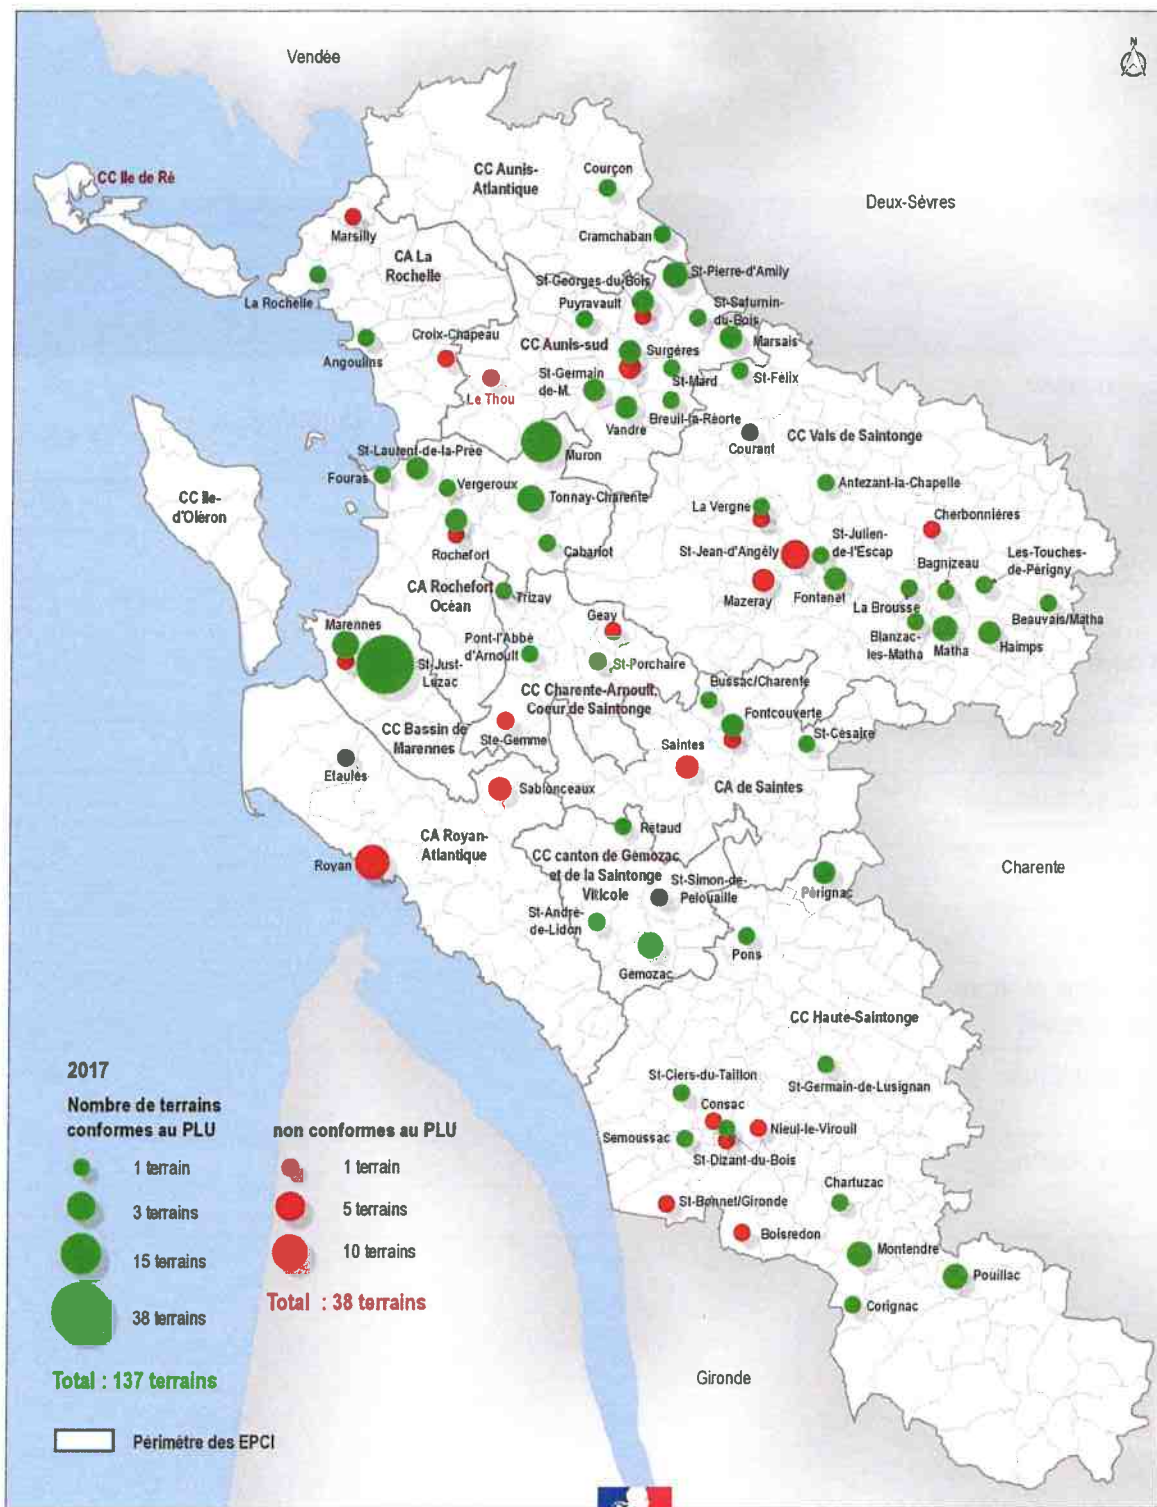 Vendée
N
CC Ile de Ré
CC Aunis-
Atlantique
Courçon
Deux-Sèvres
Marsilly
Cramchaban
CA La
Rochelle
St-Georges-du-Bois
St-Pierre-d'Amily
La Rochelle
Puyravault
St-Saturnin-
du-Bois
Angoulins
Croix-Chapeau
CC Aunis-sud
Surgères
Marsais
Le Thou
St-Germain
de-M.
St-Mard
St-Félix
Vandré
Breuil-la-Réorte
Courant
CC Vals de Saintonge
St-Laurent-de-la-Prée
Muron
Fouras
Vergeroux
Tonnay-Charente
Antezant-la-Chapelle
CC Ile-
d'Oléron
La Vergne
Cherbonnières
Rochefort
Cabariot
St-Jean-d'Angély
St-Julien-
de-l'Escap
Bagnizeau
Les-Touches-
de-Périgny
CA Rochefort
Océan
Trizay
Mazeray
Fontenet
La Brousse
Beauvais/Matha
Marennes
Geay
Blanzac-
les-Matha
Matha
Haimps
Pont-l'Abbé
d'Arnoult
St-Porchaire
St-Just-
Luzac
CC Charente-Arnoult,
Coeur de Saintonge
Bussac/Charente
Fontcouverte
CC Bassin de
Marennes
Ste-Gemme
St-Césaire
Saintes
Etaules
Sablonceaux
CA de Saintes
CA Royan-
Atlantique
Rétaud
Royan
CC canton de Gémozac
et de la Saintonge
Viticole
Charente
St-Simon-de-
Pelouaille
Pérignac
St-André-
de-Lidon
Gémozac
Pons
CC Haute-Saintonge
St-Ciers-du-Taillon
St-Germain-de-Lusignan
Consac
Semoussac
Nieul-le-Virouil
St-Dizant-du-Bois
St-Bonnet/Gironde
Chartuzac
Boisredon
Montendre
Pouillac
Corignac
Gironde
2017
Nombre de terrains
conformes au PLU
non conformes au PLU
1 terrain
3 terrains
15 terrains
38 terrains
Total : 137 terrains
1 terrain
5 terrains
10 terrains
Total : 38 terrains
Périmètre des EPCI